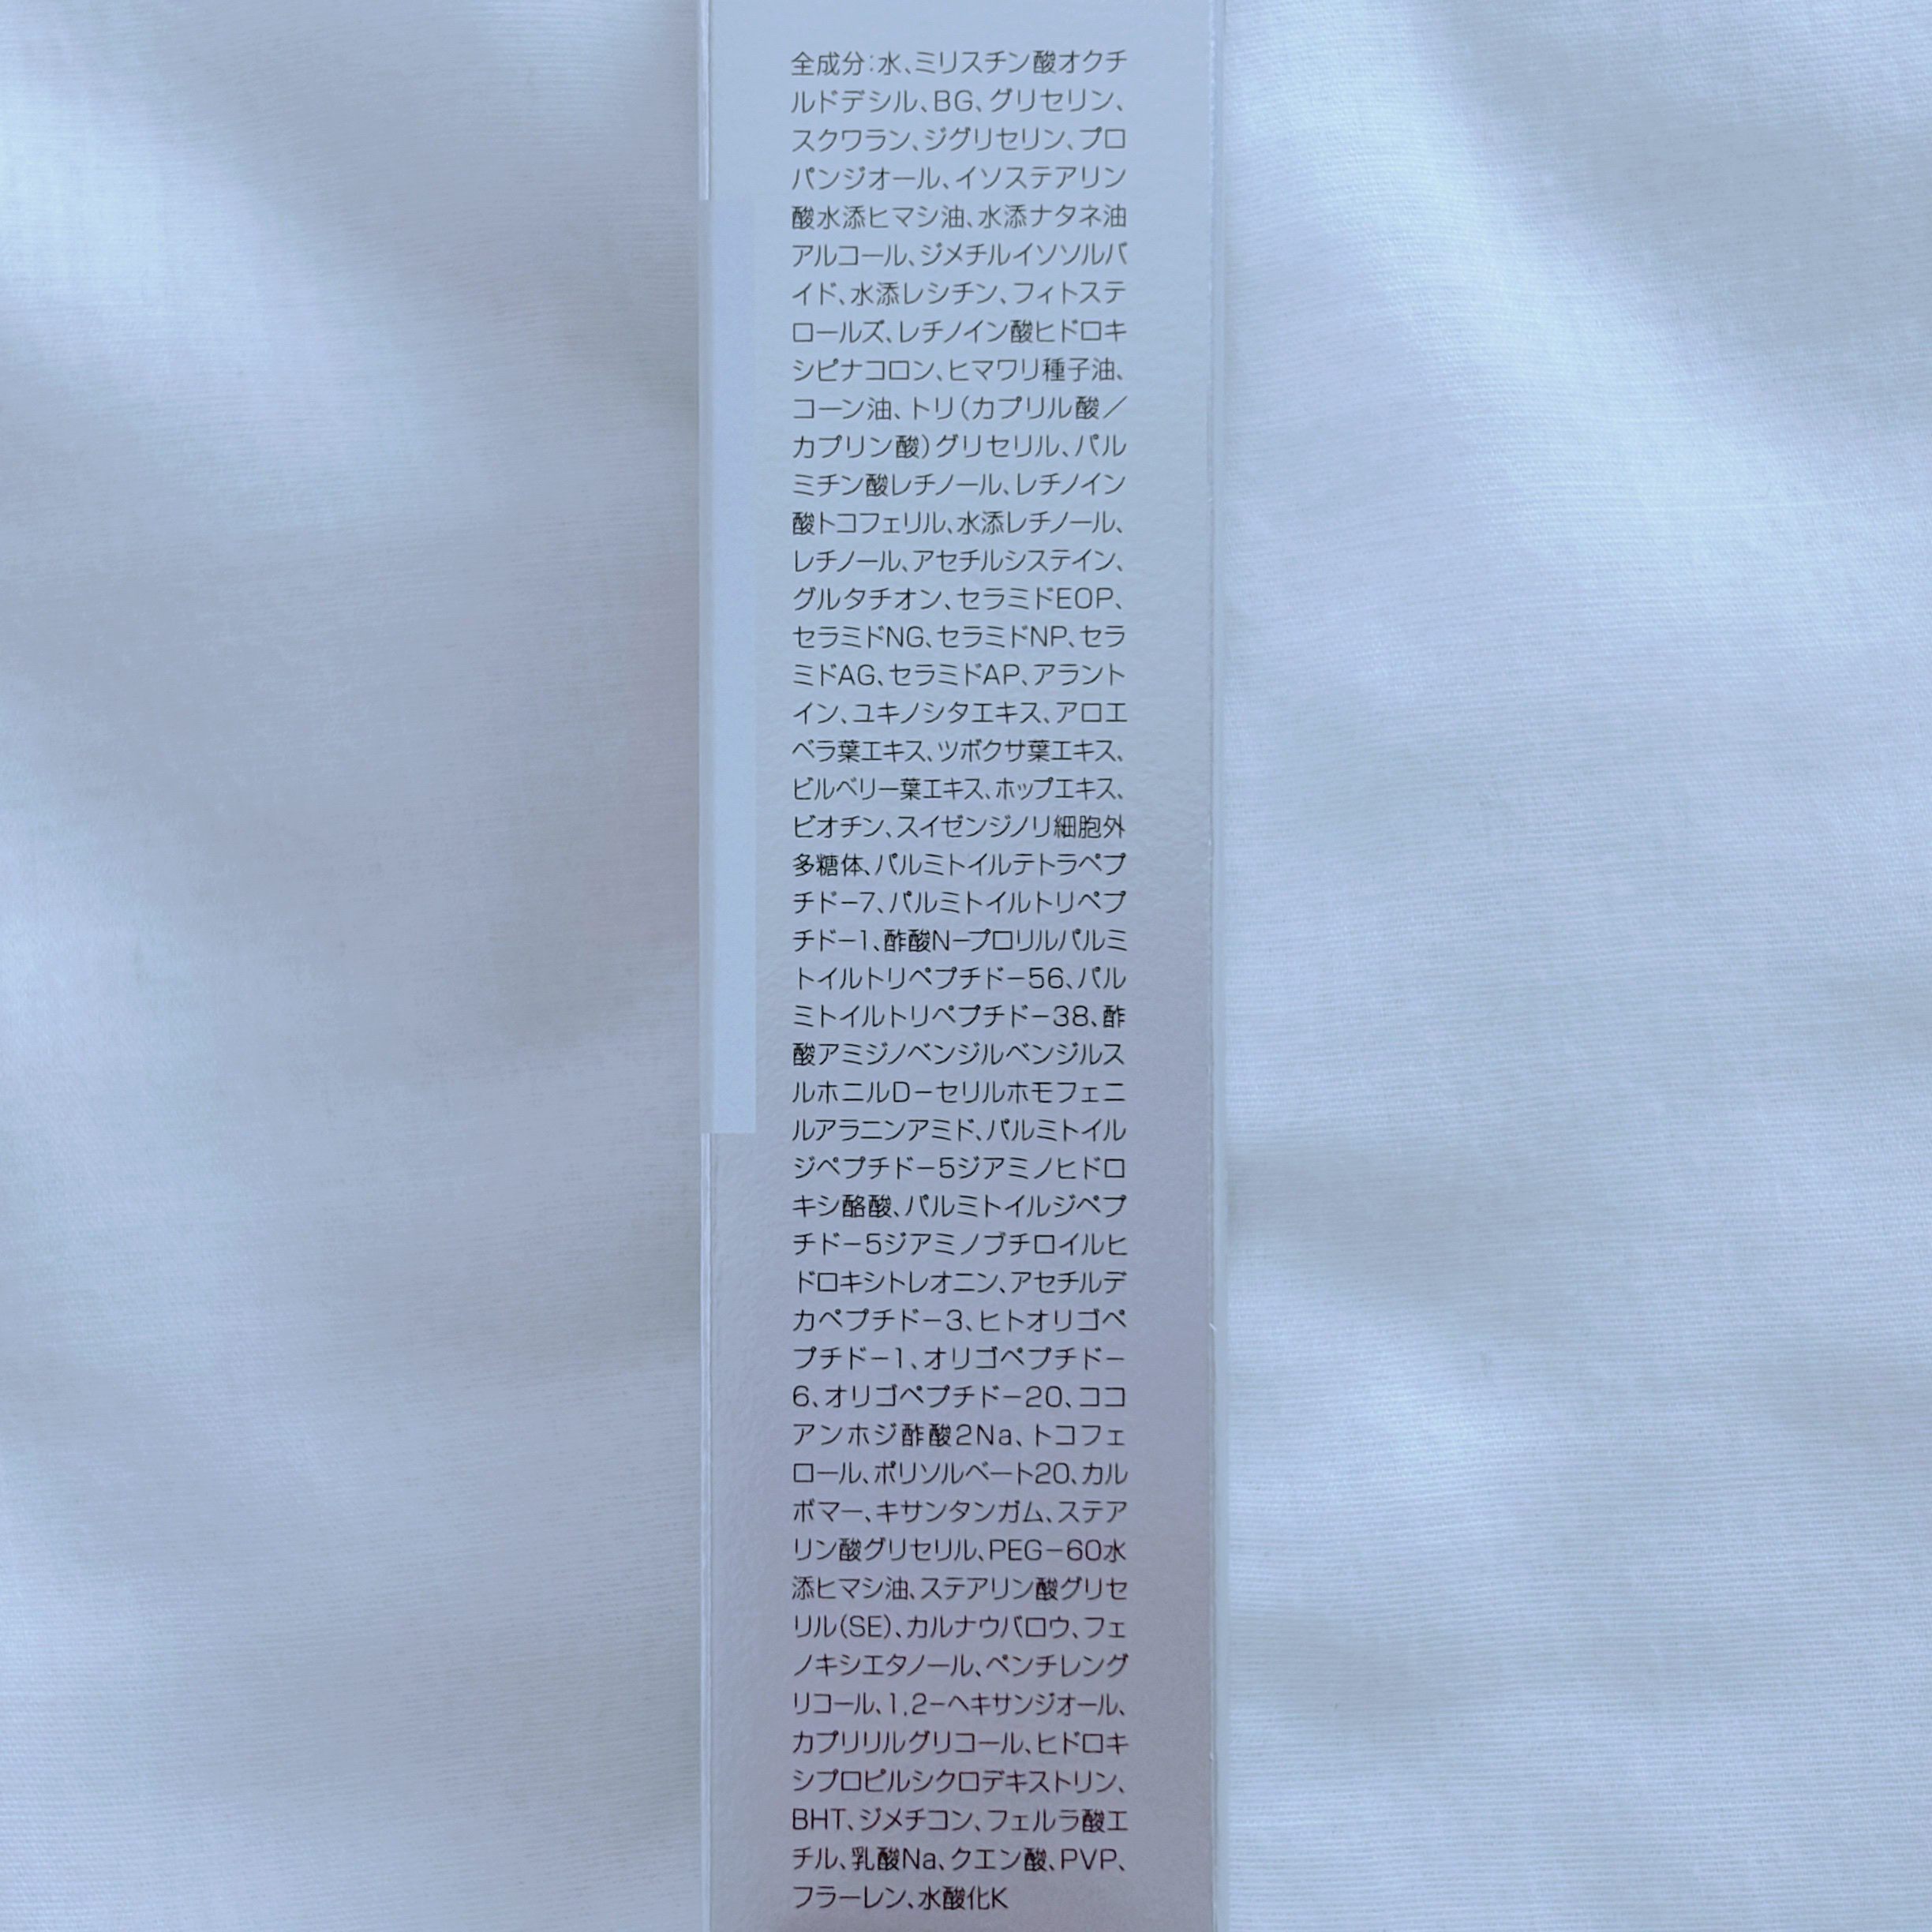 全成分:水、ミリスチン酸オクチ
ルドデシル、BG、グリセリン、
スクワラン、ジグリセリン、プロ
パンジオール、イソステアリン
酸水添ヒマシ油、水添ナタネ油
アルコール、ジメチルイソソルバ
イド、水添レシチン、フィトステ
ロールズ、レチノイン酸ヒドロキ
シピナコロン、ヒマワリ種子油、
コーン油、トリ(カプリル酸／
カプリン酸)グリセリル、パル
ミチン酸レチノール、レチノイン
酸トコフェリル、水添レチノール、
レチノール、アセチルシステイン、
グルタチオン、セラミドEOP、
セラミドNG、セラミドNP、セラ
ミドAG、セラミドAP、アラント
イン、ユキノシタエキス、アロエ
ベラ葉エキス、ツボクサ葉エキス、
ビルベリー葉エキス、ホップエキス、
ビオチン、スイゼンジノリ細胞外
多糖体、パルミトイルテトラペプ
チド－7、パルミトイルトリペプ
チド－1、酢酸N－プロリルパルミ
トイルトリペプチド－56、パル
ミトイルトリペプチド－38、酢
酸アミジノベンジルベンジルス
ルホニルD－セリルホモフェニ
ルアラニンアミド、パルミトイル
ジペプチド－5ジアミノヒドロ
キシ酪酸、パルミトイルジペプ
チド－5ジアミノブチロイルヒ
ドロキシトレオニン、アセチルデ
カペプチド－3、ヒトオリゴペ
プチド－1、オリゴペプチド－
6、オリゴペプチド－20、ココ
アンホジ酢酸2Na、トコフェ
ロール、ポリソルベート20、カル
ボマー、キサンタンガム、ステア
リン酸グリセリル、PEG－60水
添ヒマシ油、ステアリン酸グリセ
リル(SE)、カルナウバロウ、フェ
ノキシエタノール、ペンチレング
リコール、1,2－ヘキサンジオール、
カプリリルグリコール、ヒドロキ
シプロピルシクロデキストリン、
BHT、ジメチコン、フェルラ酸エ
チル、乳酸Na、クエン酸、PVP、
フラーレン、水酸化K